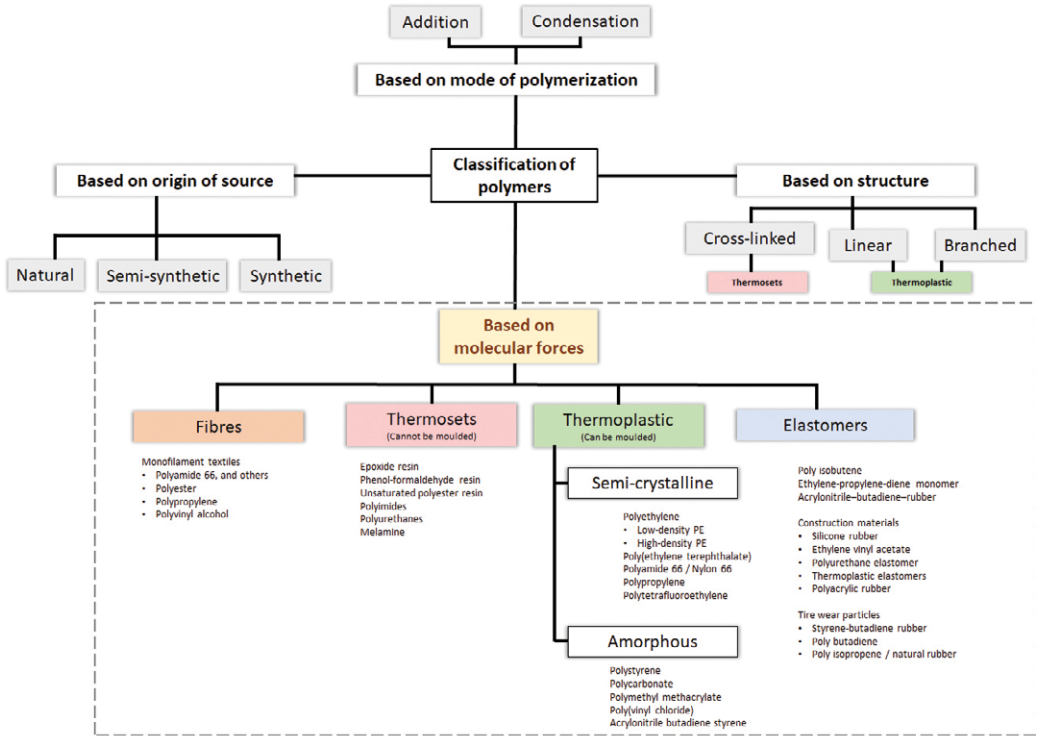 Addition
Condensation
Based on mode of polymerization
Classification of
polymers
Based on origin of source
Based on structure
Natural
Semi-synthetic
Synthetic
Cross-linked
Linear
Branched
Thermosets
Thermoplastic
Based on
molecular forces
Fibres
Monofilament textiles
• Polyamide 66, and others
• Polyester
• Polypropylene
• Polyvinyl alcohol
Thermosets
(Cannot be moulded)
Epoxide resin
Phenol-formaldehyde resin
Unsaturated polyester resin
Polyimides
Polyurethanes
Melamine
Thermoplastic
(Can be moulded)
Semi-crystalline
Polyethylene
• Low-density PE
• High-density PE
Poly(ethylene terephthalate)
Polyamide 66 / Nylon 66
Polypropylene
Polytetrafluoroethylene
Amorphous
Polystyrene
Polycarbonate
Polymethyl methacrylate
Poly(vinyl chloride)
Acrylonitrile butadiene styrene
Elastomers
Poly isobutene
Ethylene-propylene-diene monomer
Acrylonitrile–butadiene–rubber
Construction materials
• Silicone rubber
• Ethylene vinyl acetate
• Polyurethane elastomer
• Thermoplastic elastomers
• Polyacrylic rubber
Tire wear particles
• Styrene-butadiene rubber
• Poly butadiene
• Poly isopropene / natural rubber